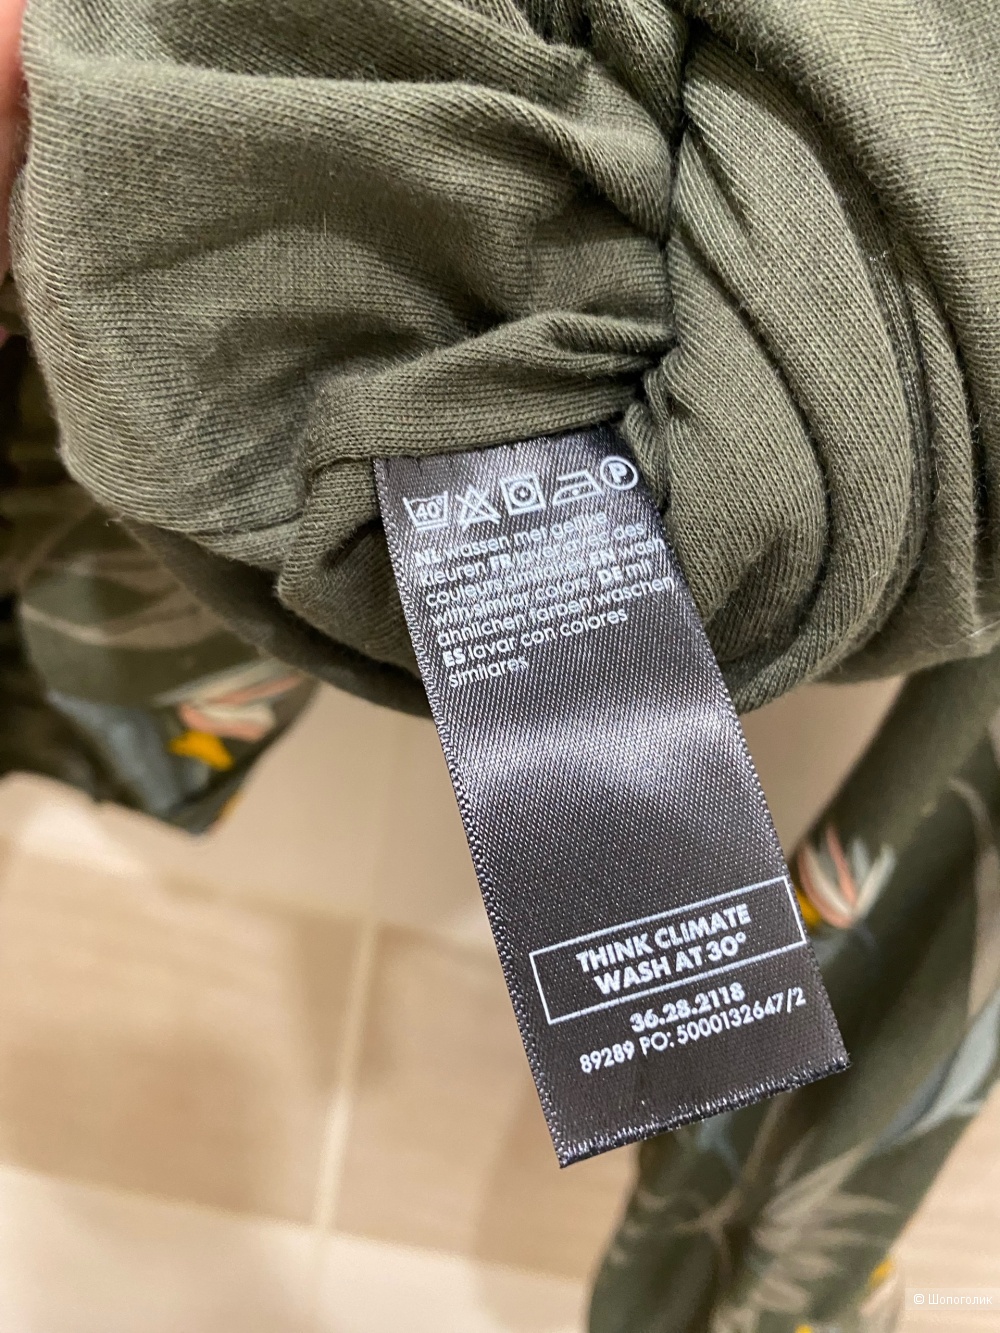 40°
P
NL wassen met gelijke
kleuren FR laver avec des
couleurs similaires EN wash
with similar colors DE mit
ähnlichen farben waschen
ES lavar con colores
similares
THINK CLIMATE
WASH AT 30°
36.28.2118
89289 PO: 5000132647/2
© Шопоголик